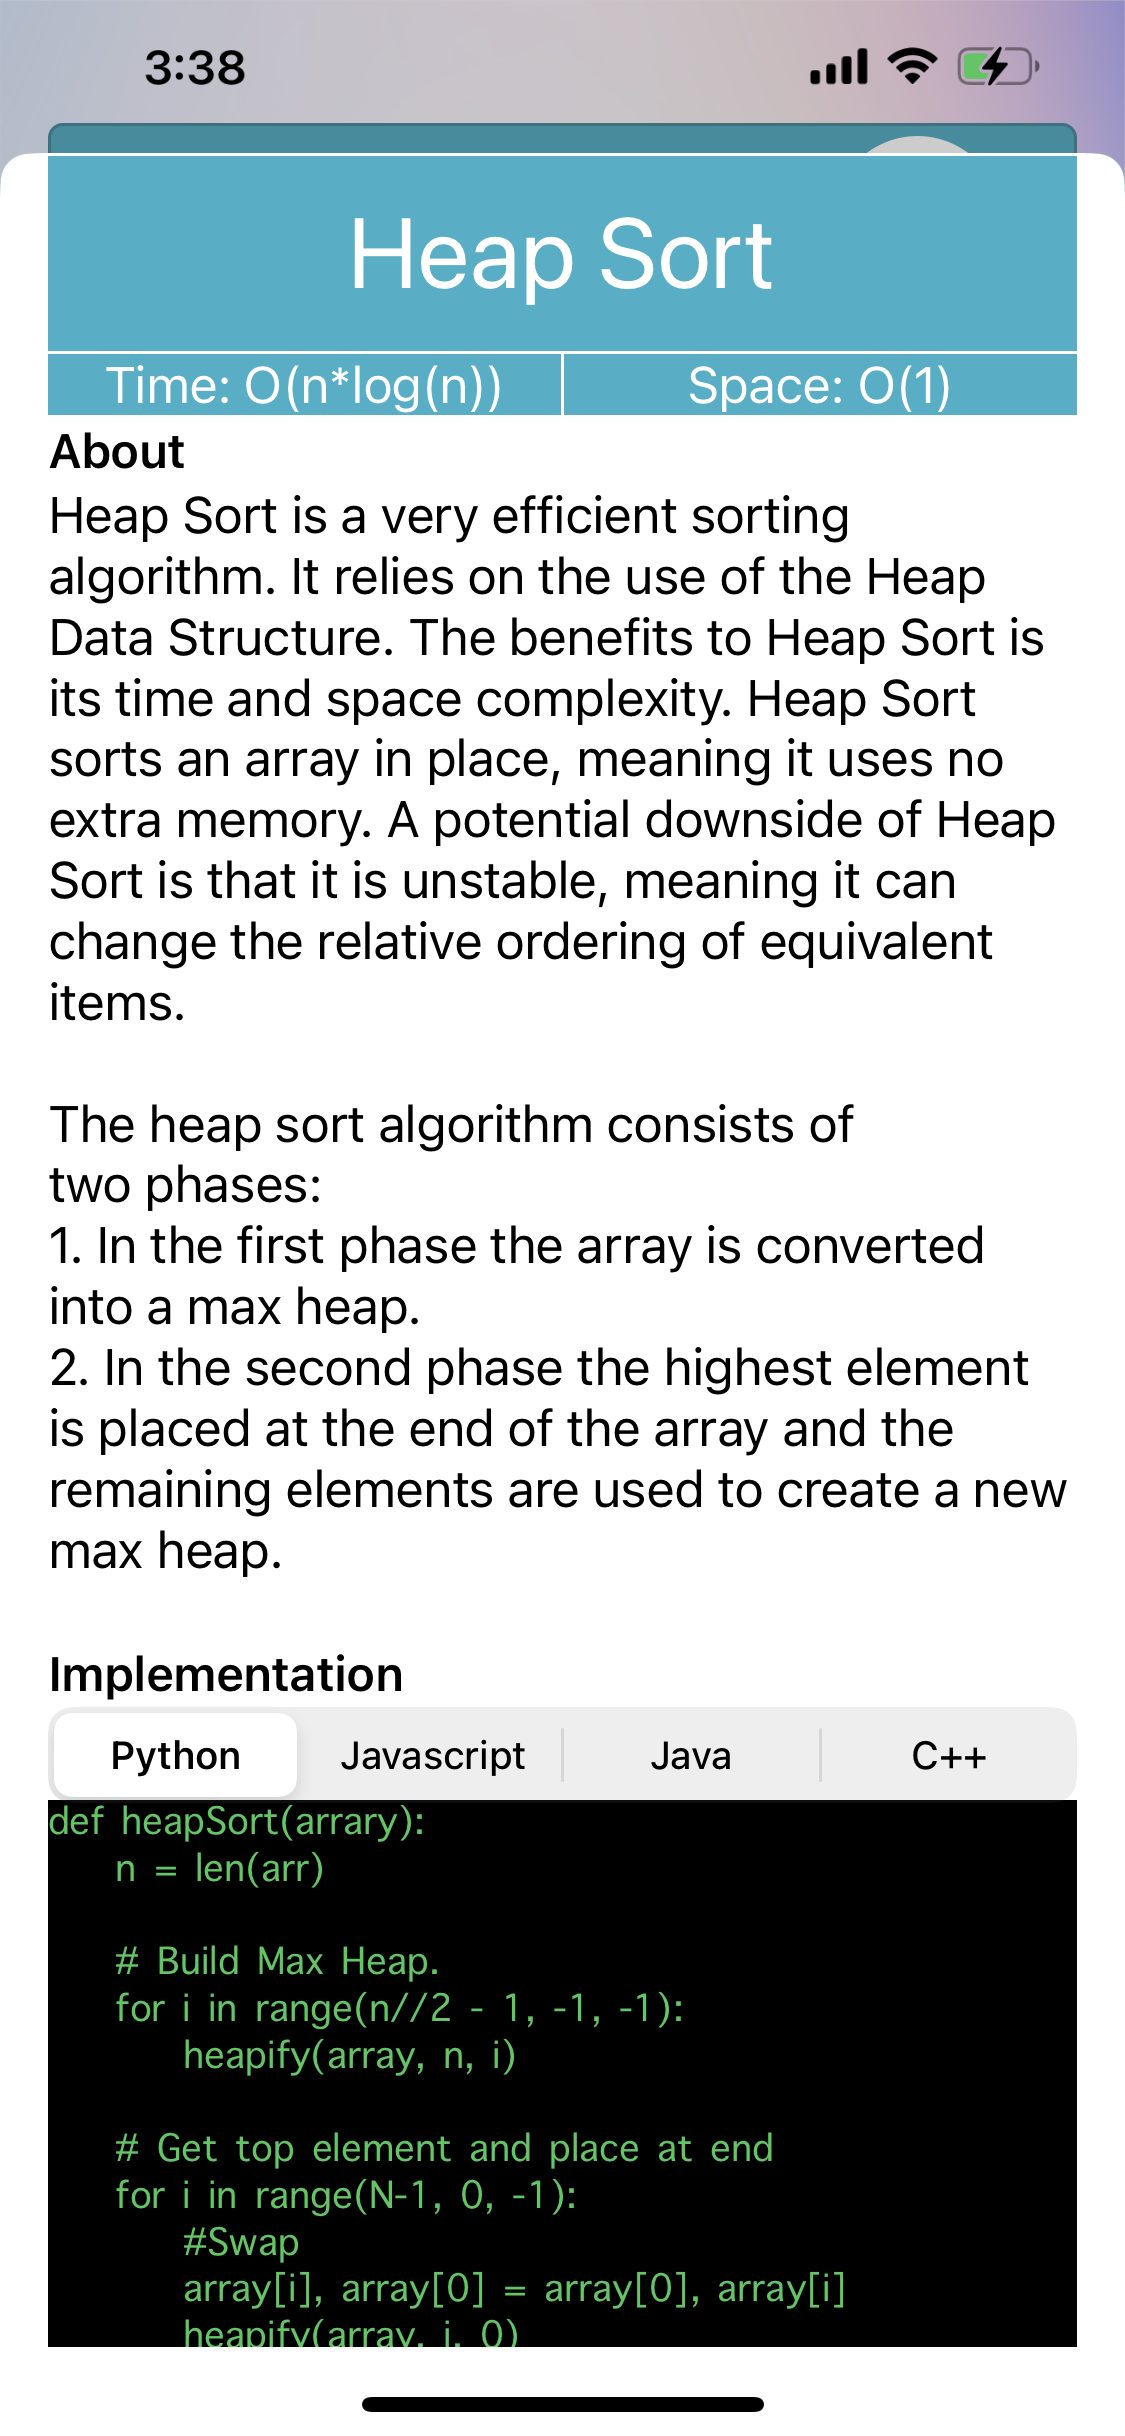 3:38
Heap Sort
Time: O(n*log(n))
Space: O(1)
About
Heap Sort is a very efficient sorting
algorithm. It relies on the use of the Heap
Data Structure. The benefits to Heap Sort is
its time and space complexity. Heap Sort
sorts an array in place, meaning it uses no
extra memory. A potential downside of Heap
Sort is that it is unstable, meaning it can
change the relative ordering of equivalent
items.
The heap sort algorithm consists of
two phases:
1. In the first phase the array is converted
into a max heap.
2. In the second phase the highest element
is placed at the end of the array and the
remaining elements are used to create a new
max heap.
Implementation
Python Javascript Java C++
def heapSort(arrary):
n = len(arr)
# Build Max Heap.
for i in range(n//2 - 1, -1, -1):
heapify(array, n, i)
# Get top element and place at end
for i in range(N-1, 0, -1):
#Swap
array[i], array[0] = array[0], array[i]
heapify(array, i, 0)